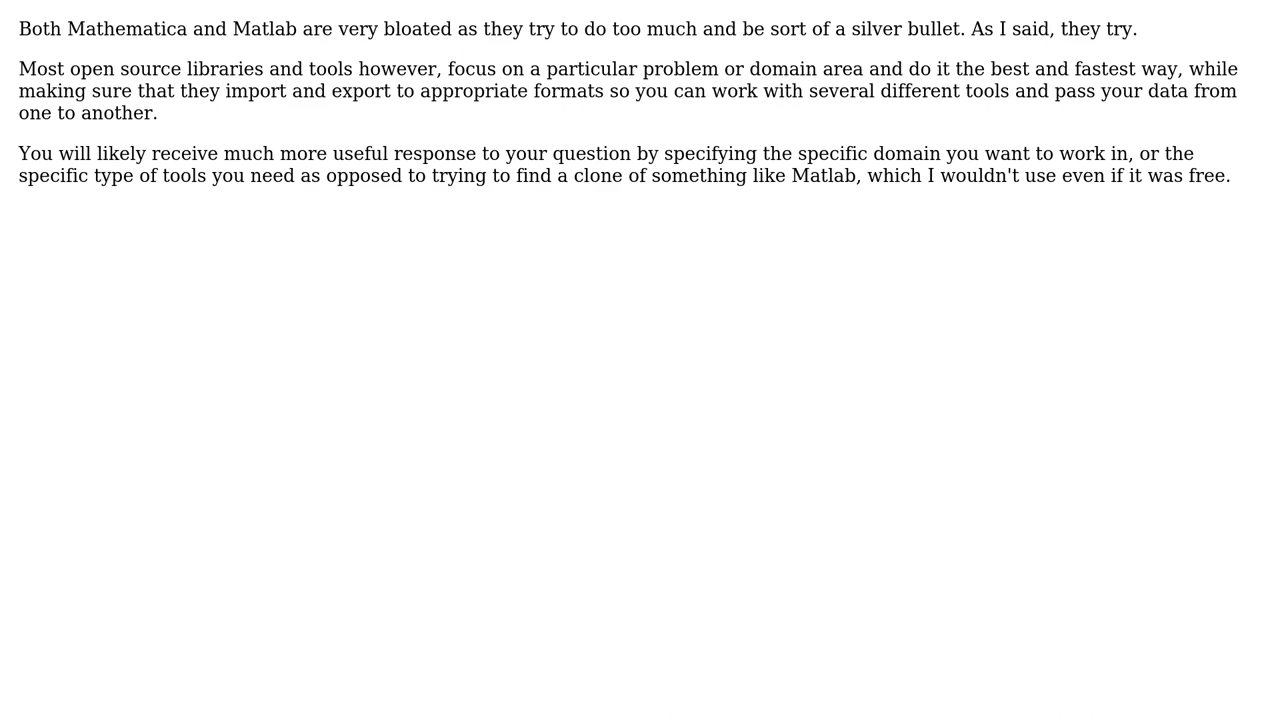 Both Mathematica and Matlab are very bloated as they try to do too much and be sort of a silver bullet. As I said, they try.
Most open source libraries and tools however, focus on a particular problem or domain area and do it the best and fastest way, while
making sure that they import and export to appropriate formats so you can work with several different tools and pass your data from
one to another.
You will likely receive much more useful response to your question by specifying the specific domain you want to work in, or the
specific type of tools you need as opposed to trying to find a clone of something like Matlab, which I wouldn't use even if it was free.